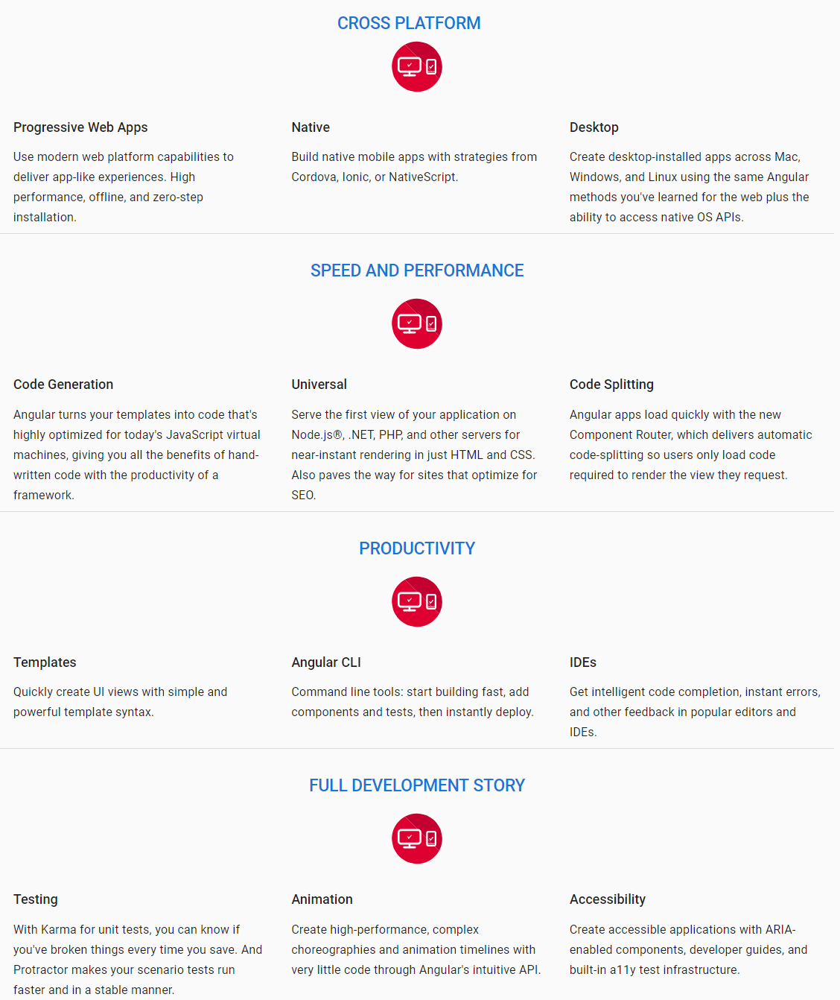 CROSS PLATFORM
Progressive Web Apps
Use modern web platform capabilities to
deliver app-like experiences. High
performance, offline, and zero-step
installation.
Native
Build native mobile apps with strategies from
Cordova, Ionic, or NativeScript.
Desktop
Create desktop-installed apps across Mac,
Windows, and Linux using the same Angular
methods you've learned for the web plus the
ability to access native OS APIs.
SPEED AND PERFORMANCE
Code Generation
Angular turns your templates into code that's
highly optimized for today's JavaScript virtual
machines, giving you all the benefits of hand-
written code with the productivity of a
framework.
Universal
Serve the first view of your application on
Node.js®, .NET, PHP, and other servers for
near-instant rendering in just HTML and CSS.
Also paves the way for sites that optimize for
SEO.
Code Splitting
Angular apps load quickly with the new
Component Router, which delivers automatic
code-splitting so users only load code
required to render the view they request.
PRODUCTIVITY
Templates
Quickly create UI views with simple and
powerful template syntax.
Angular CLI
Command line tools: start building fast, add
components and tests, then instantly deploy.
IDEs
Get intelligent code completion, instant errors,
and other feedback in popular editors and
IDEs.
FULL DEVELOPMENT STORY
Testing
With Karma for unit tests, you can know if
you've broken things every time you save. And
Protractor makes your scenario tests run
faster and in a stable manner.
Animation
Create high-performance, complex
choreographies and animation timelines with
very little code through Angular's intuitive API.
Accessibility
Create accessible applications with ARIA-
enabled components, developer guides, and
built-in a11y test infrastructure.